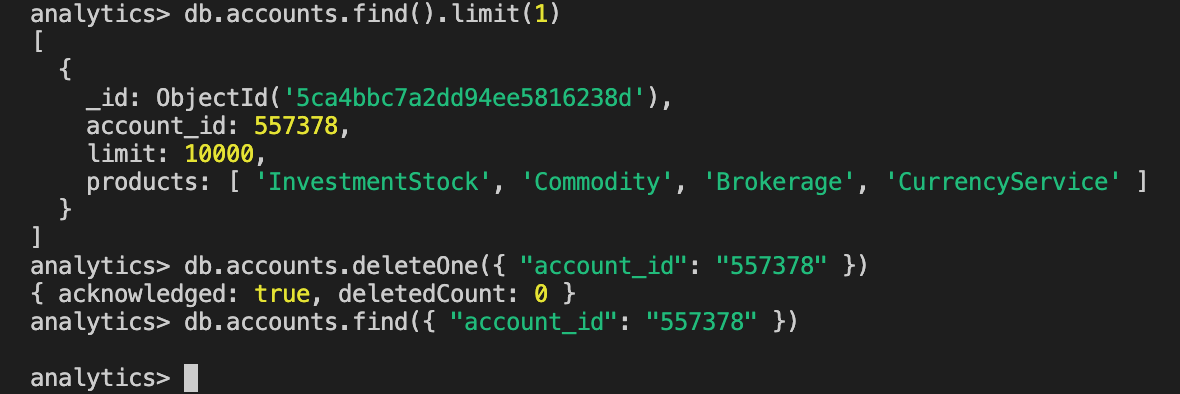 analytics> db.accounts.find().limit(1)
[
  {
    _id: ObjectId('5ca4bbc7a2dd94ee5816238d'),
    account_id: 557378,
    limit: 10000,
    products: [ 'InvestmentStock', 'Commodity', 'Brokerage', 'CurrencyService' ]
  }
]
analytics> db.accounts.deleteOne({ "account_id": "557378" })
{ acknowledged: true, deletedCount: 0 }
analytics> db.accounts.find({ "account_id": "557378" })

analytics>